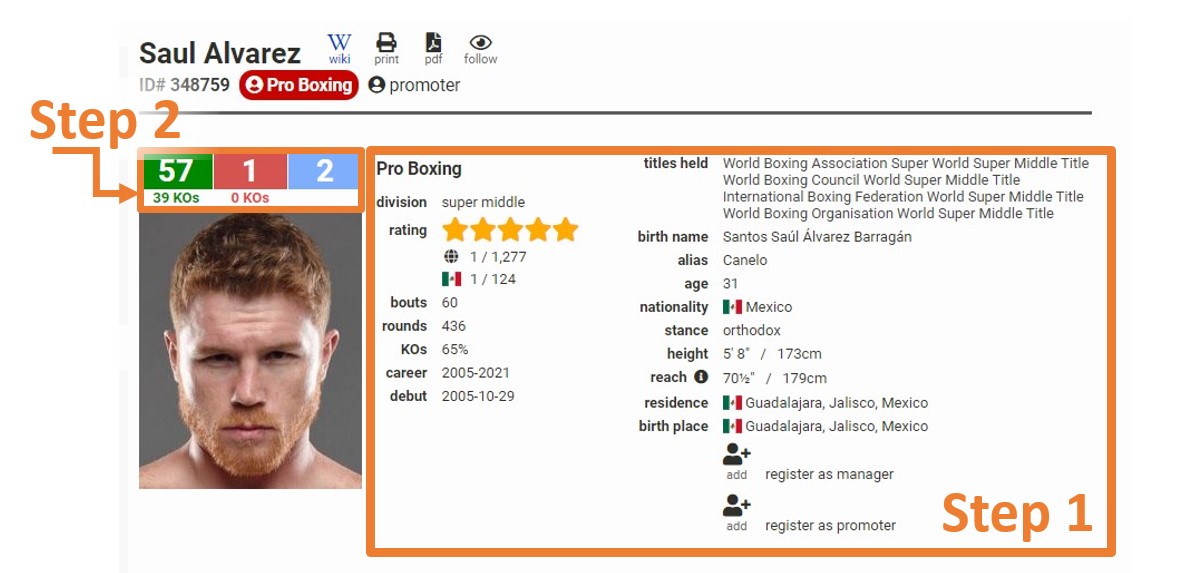 Saul Alvarez
W
wiki print pdf follow
ID# 348759 Pro Boxing promoter
Step 2
57 1 2
39 KOs 0 KOs
Pro Boxing
division super middle
rating
1 / 1,277
1 / 124
bouts 60
rounds 436
KOs 65%
career 2005-2021
debut 2005-10-29
titles held World Boxing Association Super World Super Middle Title
World Boxing Council World Super Middle Title
International Boxing Federation World Super Middle Title
World Boxing Organisation World Super Middle Title
birth name Santos Saúl Álvarez Barragán
alias Canelo
age 31
nationality Mexico
stance orthodox
height 5' 8" / 173cm
reach 70½" / 179cm
residence Guadalajara, Jalisco, Mexico
birth place Guadalajara, Jalisco, Mexico
add register as manager
add register as promoter
Step 1